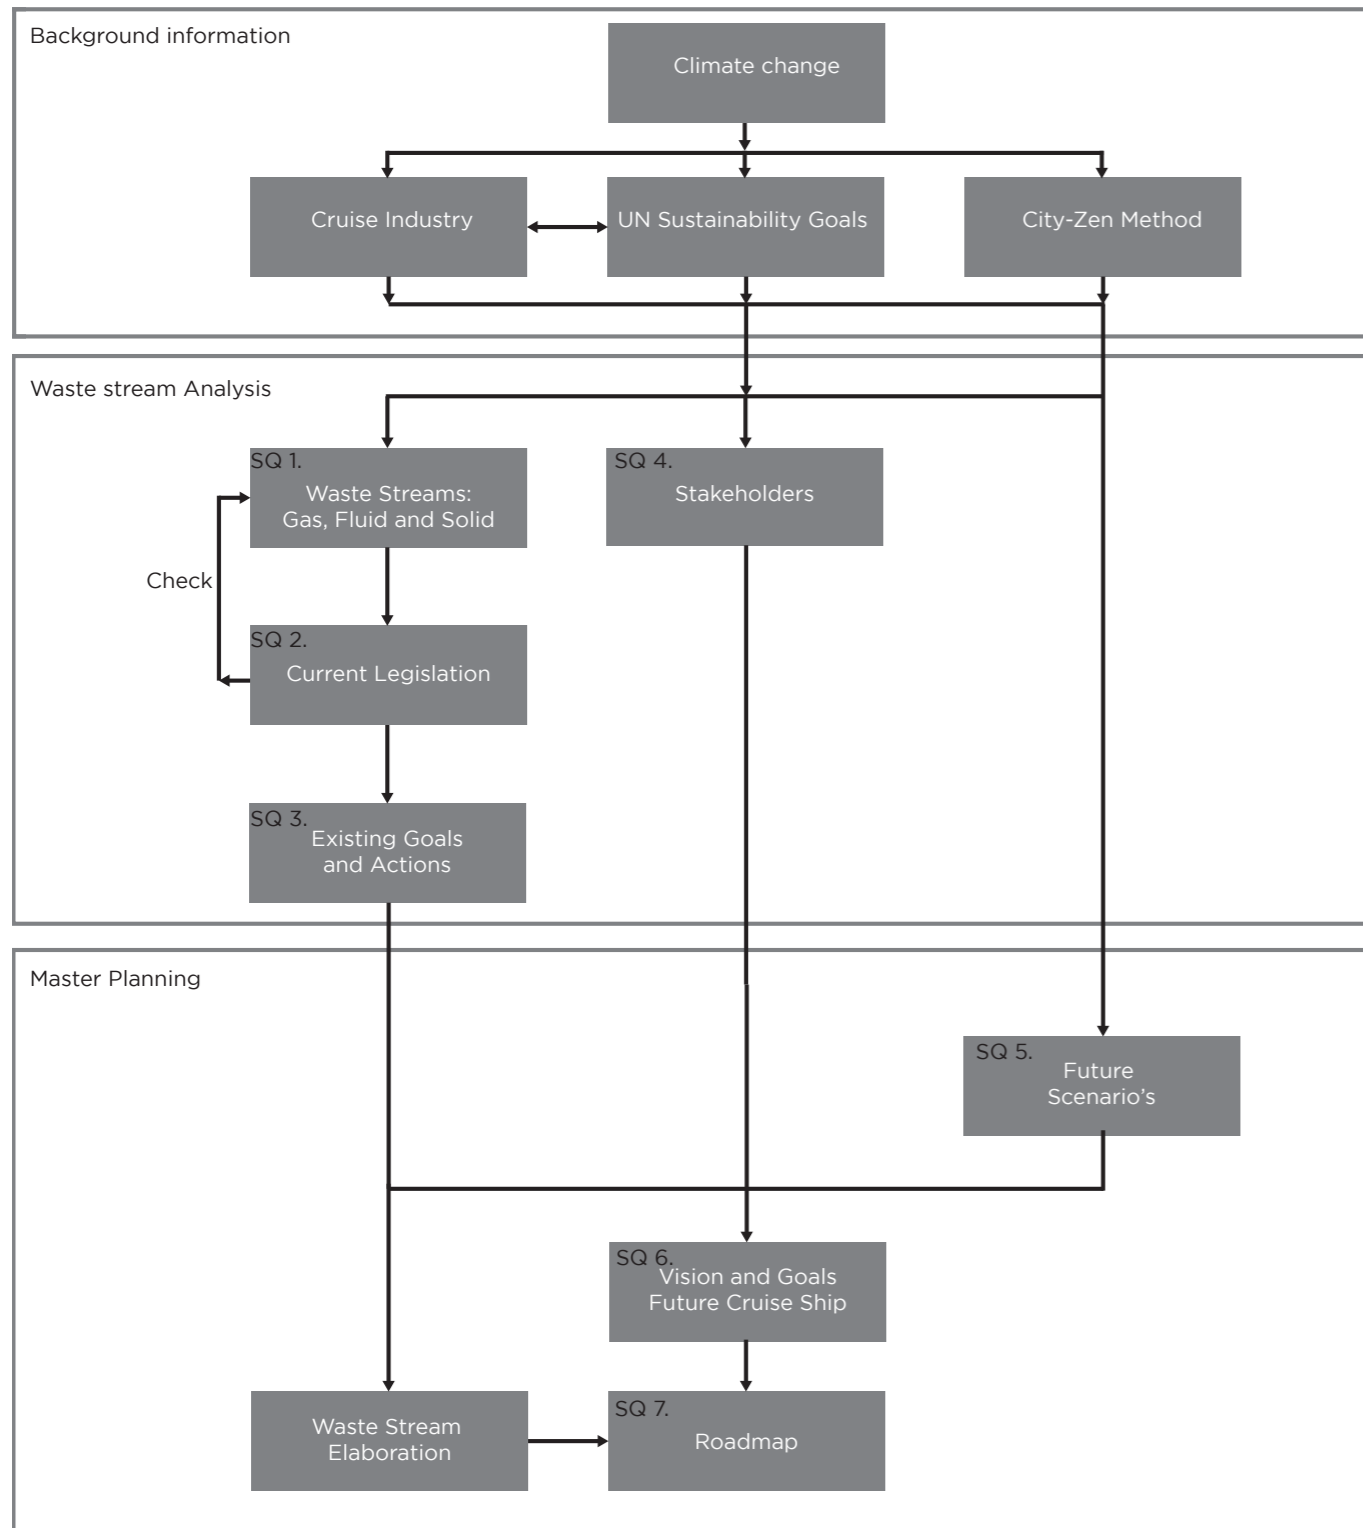 Background information
Climate change
Cruise Industry
UN Sustainability Goals
City-Zen Method
Waste stream Analysis
SQ 1.
Waste Streams:
Gas, Fluid and Solid
SQ 4.
Stakeholders
Check
SQ 2.
Current Legislation
SQ 3.
Existing Goals
and Actions
Master Planning
SQ 5.
Future
Scenario’s
SQ 6.
Vision and Goals
Future Cruise Ship
Waste Stream
Elaboration
SQ 7.
Roadmap